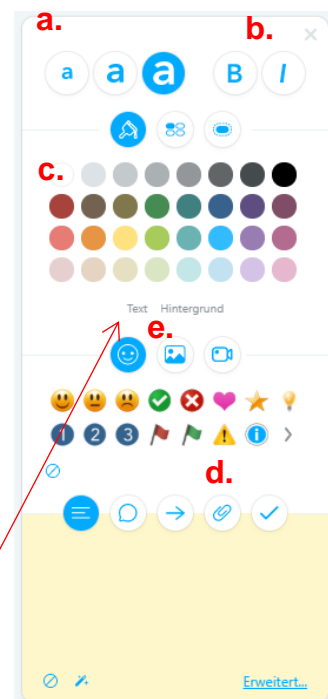 a.
b.
a a a B I
c.
Text Hintergrund
e.
1 2 3
d.
Erweitert...